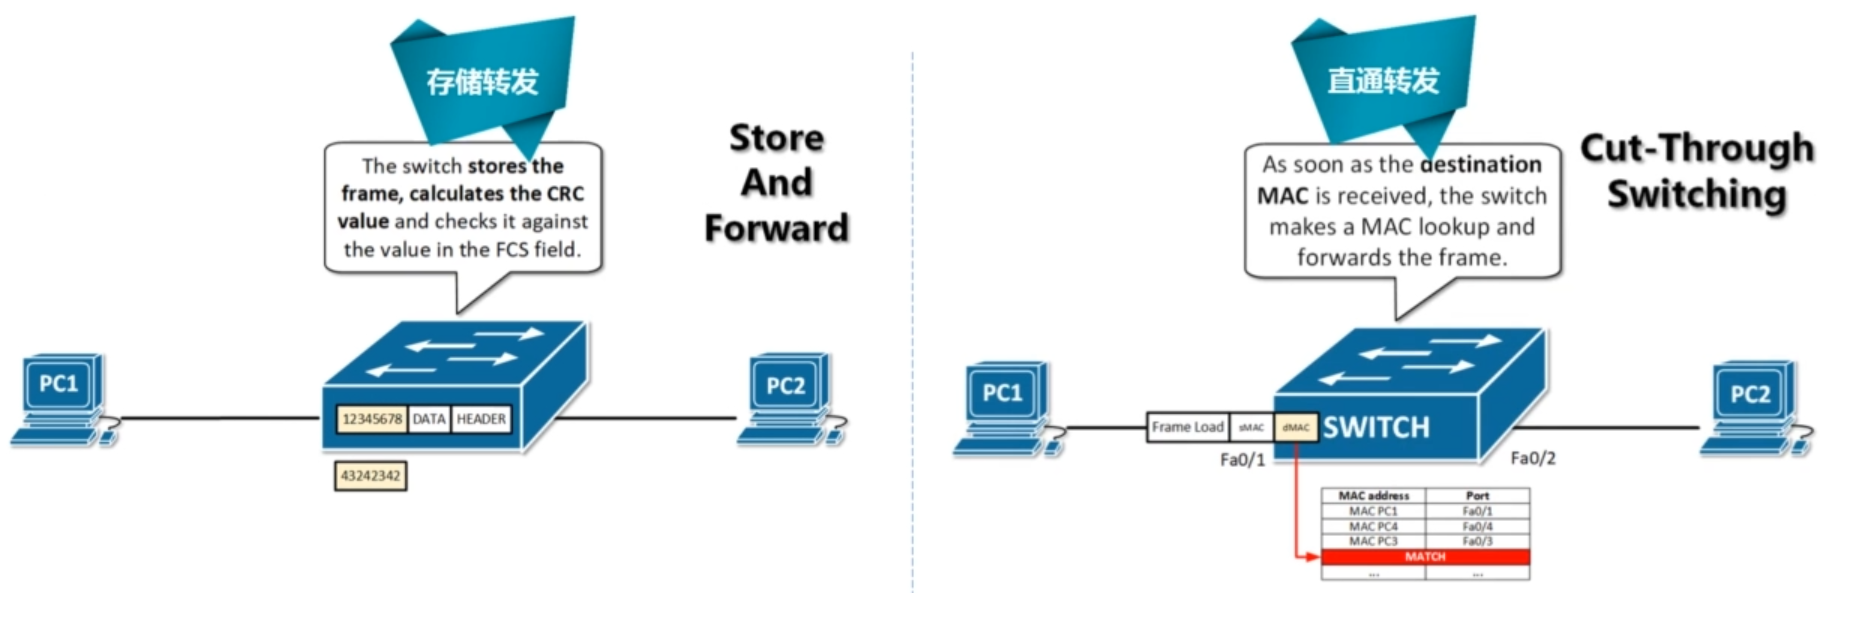 存储转发
The switch stores the
frame, calculates the CRC
value and checks it against
the value in the FCS field.
Store
And
Forward
PC1
12345678 DATA HEADER
43242342
PC2
直通转发
As soon as the destination
MAC is received, the switch
makes a MAC lookup and
forwards the frame.
Cut-Through
Switching
PC1
Frame Load sMAC dMAC
SWITCH
Fa0/1
Fa0/2
PC2
MAC address Port
MAC PC1 Fa0/1
MAC PC4 Fa0/4
MAC PC3 Fa0/3
MATCH
... ...